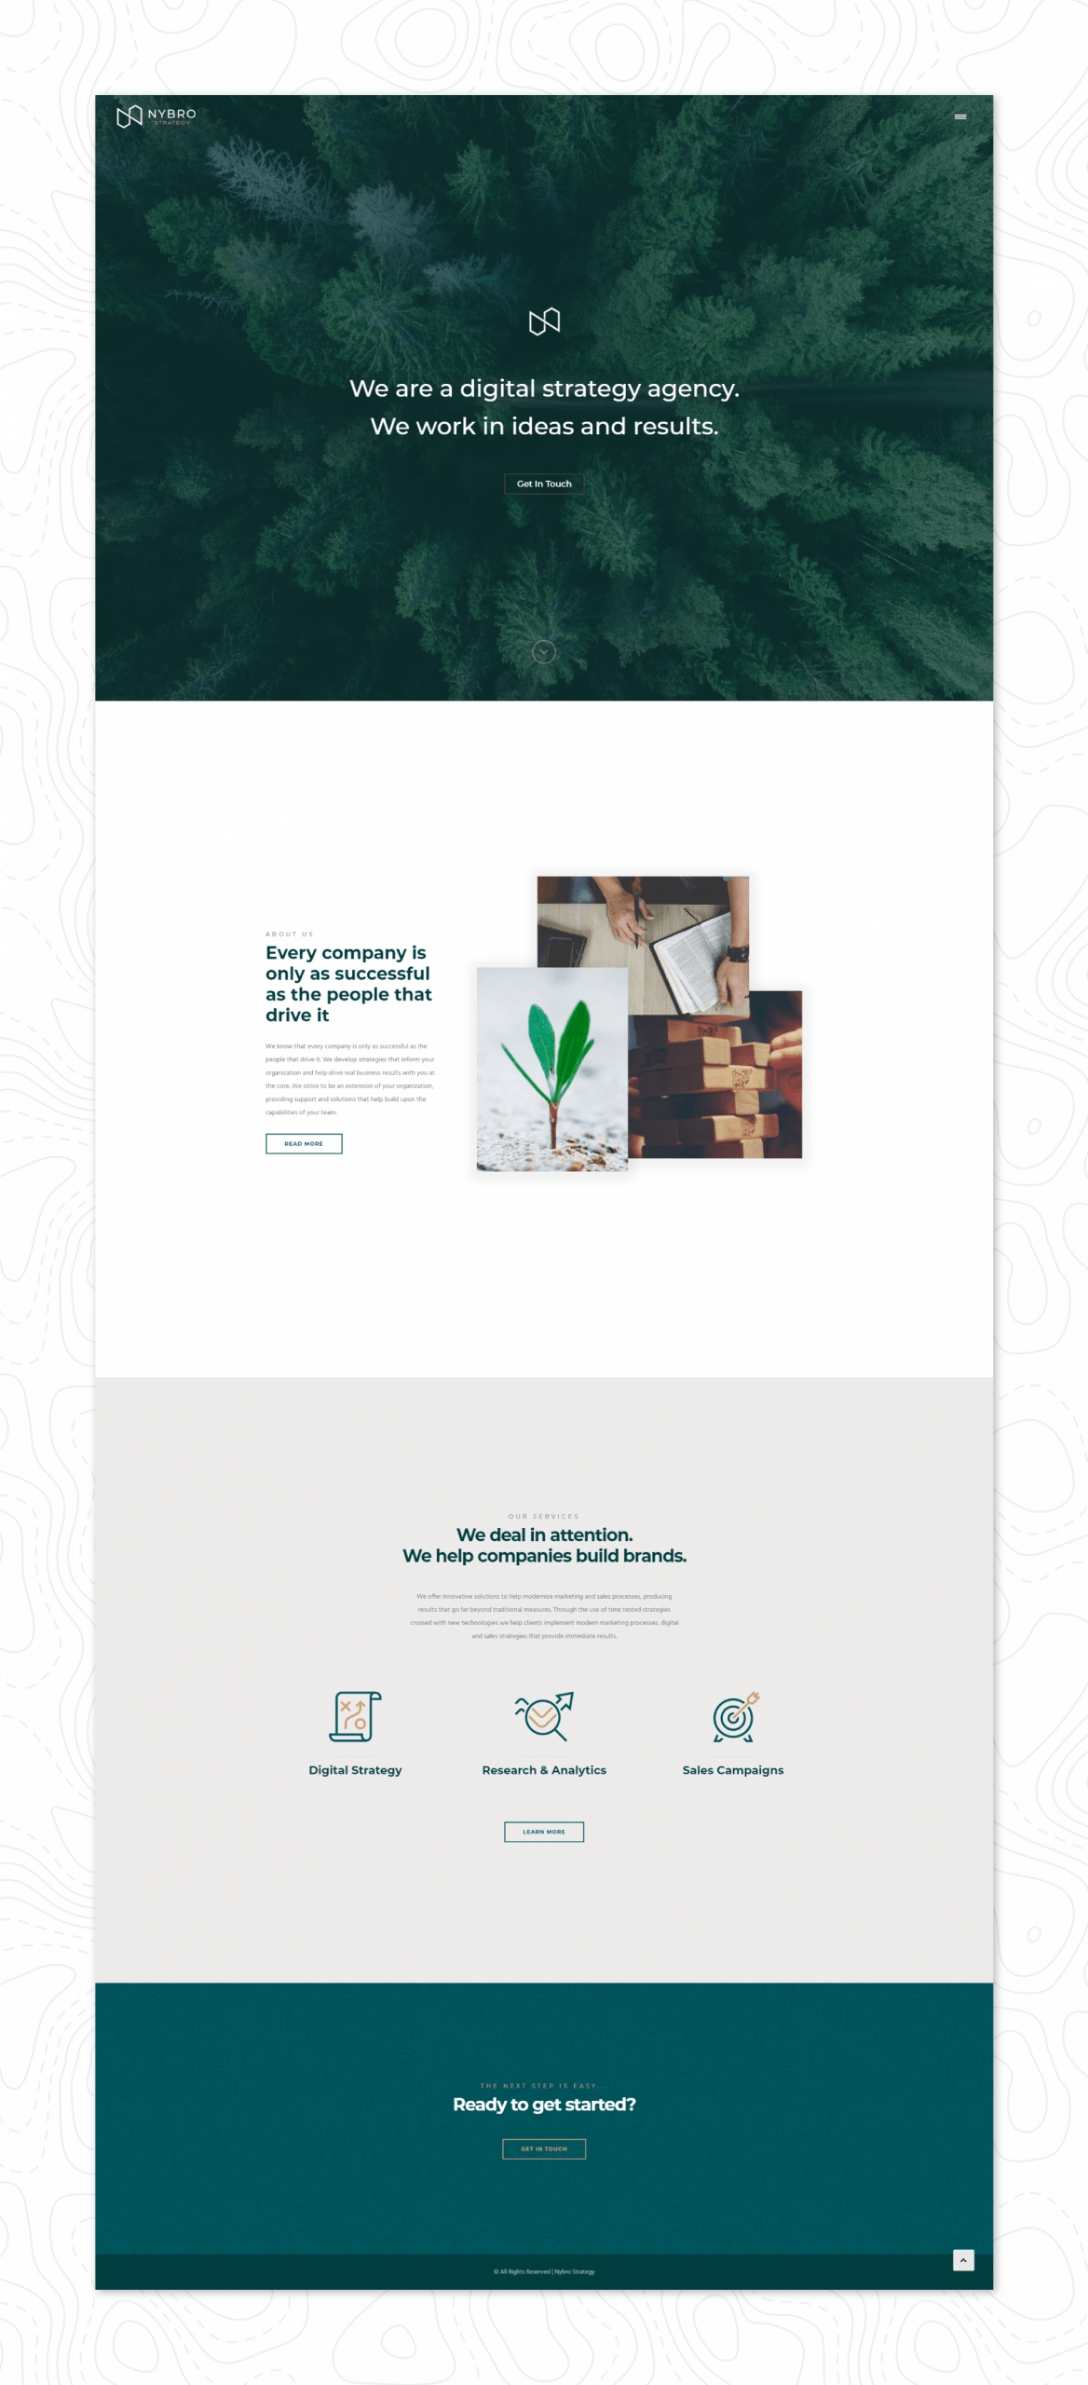 NYBRO
STRATEGY
We are a digital strategy agency.
We work in ideas and results.
Get In Touch
ABOUT US
Every company is
only as successful
as the people that
drive it
We know that every company is only as successful as the
people that drive it. We develop strategies that inform your
organization and help drive real business results with you at
the core. We strive to be an extension of your organization,
providing support and solutions that help build upon the
capabilities of your team.
READ MORE
OUR SERVICES
We deal in attention.
We help companies build brands.
We offer innovative solutions to help modernize marketing and sales processes, producing
results that go far beyond traditional measures. Through the use of time tested strategies
crossed with new technologies we help clients implement modern marketing processes, digital
and sales strategies that provide immediate results.
Digital Strategy
Research & Analytics
Sales Campaigns
LEARN MORE
THE NEXT STEP IS EASY...
Ready to get started?
GET IN TOUCH
© All Rights Reserved | Nybro Strategy